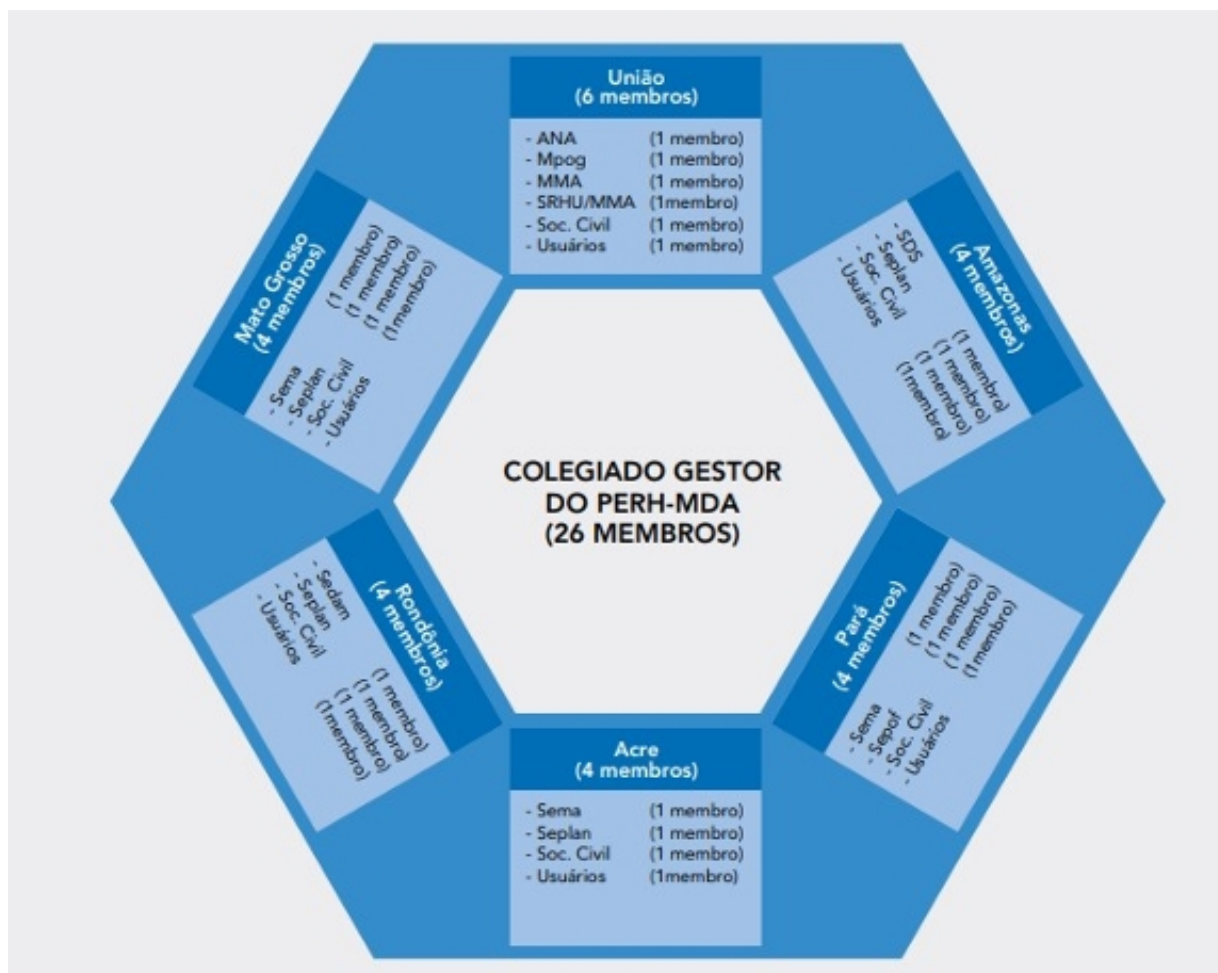 União
(6 membros)
- ANA (1 membro)
- Mpog (1 membro)
- MMA (1 membro)
- SRHU/MMA (1membro)
- Soc. Civil (1 membro)
- Usuários (1 membro)
Mato Grosso
(4 membros)
- Sema (1 membro)
- Seplan (1 membro)
- Soc. Civil (1 membro)
- Usuários (1membro)
Amazonas
(4 membros)
- SDS (1 membro)
- Seplan (1 membro)
- Soc. Civil (1 membro)
- Usuários (1membro)
COLEGIADO GESTOR
DO PERH-MDA
(26 MEMBROS)
Rondônia
(4 membros)
- Sedam (1 membro)
- Seplan (1 membro)
- Soc. Civil (1 membro)
- Usuários (1membro)
Pará
(4 membros)
- Sema (1 membro)
- Sepof (1 membro)
- Soc. Civil (1 membro)
- Usuários (1membro)
Acre
(4 membros)
- Sema (1 membro)
- Seplan (1 membro)
- Soc. Civil (1 membro)
- Usuários (1membro)